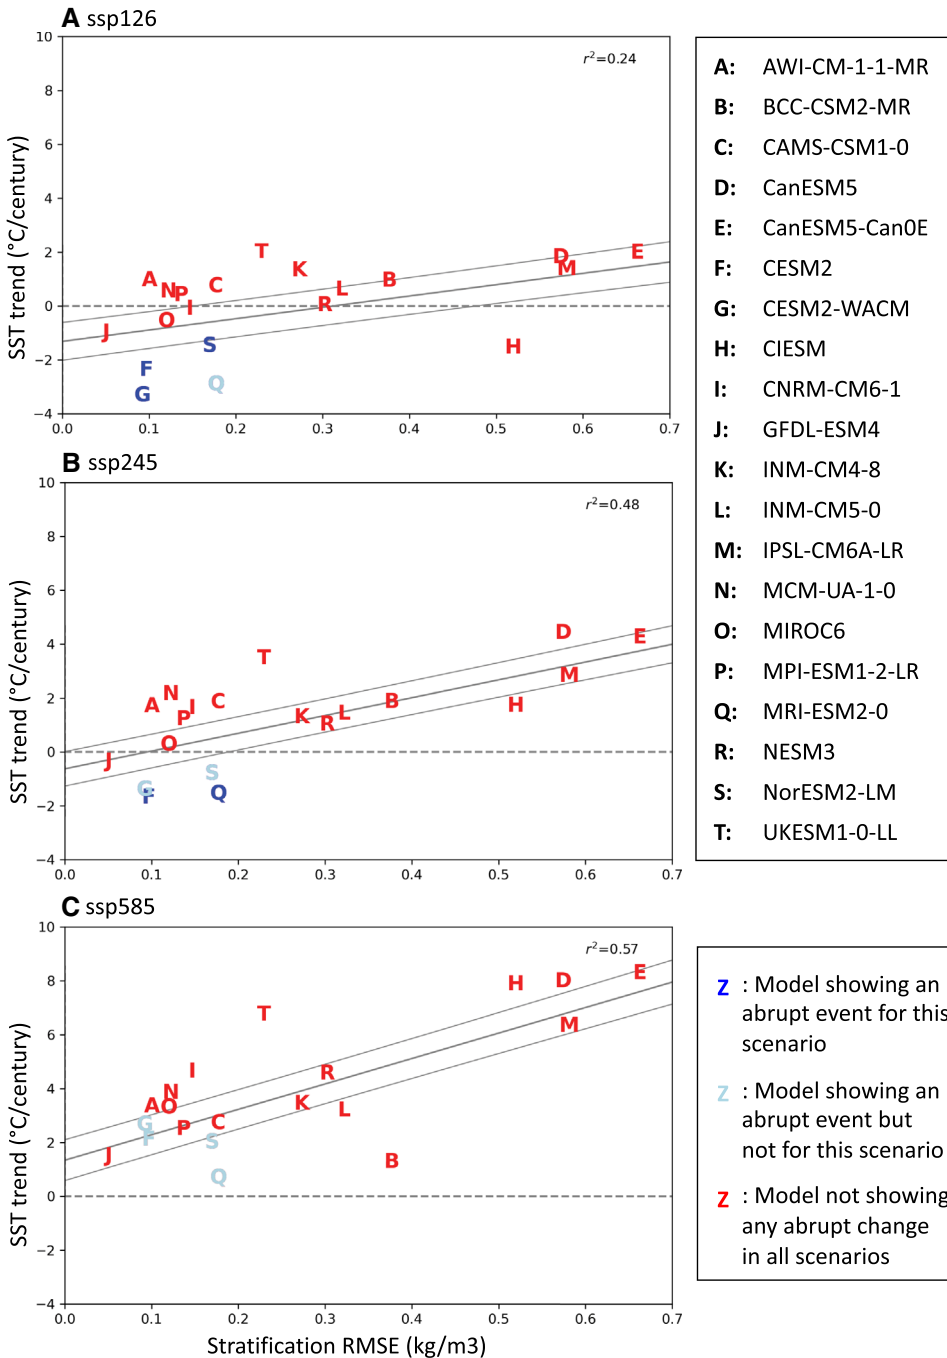 A ssp126
10
8
6
4
2
0
−2
−4
SST trend (°C/century)
r²=0.24
A
N
P
I
O
J
C
T
K
L
R
B
D
M
E
H
F
G
S
Q
0.0 0.1 0.2 0.3 0.4 0.5 0.6 0.7
B ssp245
10
8
6
4
2
0
−2
−4
SST trend (°C/century)
r²=0.48
A
N
P
I
O
J
C
T
K
R
L
B
D
E
M
H
G
F
S
Q
0.0 0.1 0.2 0.3 0.4 0.5 0.6 0.7
C ssp585
10
8
6
4
2
0
−2
−4
SST trend (°C/century)
r²=0.57
H
D
E
M
T
I
R
N
A
O
K
L
P
C
G
F
S
J
Q
B
0.0 0.1 0.2 0.3 0.4 0.5 0.6 0.7
Stratification RMSE (kg/m3)
A: AWI-CM-1-1-MR
B: BCC-CSM2-MR
C: CAMS-CSM1-0
D: CanESM5
E: CanESM5-Can0E
F: CESM2
G: CESM2-WACM
H: CIESM
I: CNRM-CM6-1
J: GFDL-ESM4
K: INM-CM4-8
L: INM-CM5-0
M: IPSL-CM6A-LR
N: MCM-UA-1-0
O: MIROC6
P: MPI-ESM1-2-LR
Q: MRI-ESM2-0
R: NESM3
S: NorESM2-LM
T: UKESM1-0-LL
Z : Model showing an
abrupt event for this
scenario
Z : Model showing an
abrupt event but
not for this scenario
Z : Model not showing
any abrupt change
in all scenarios